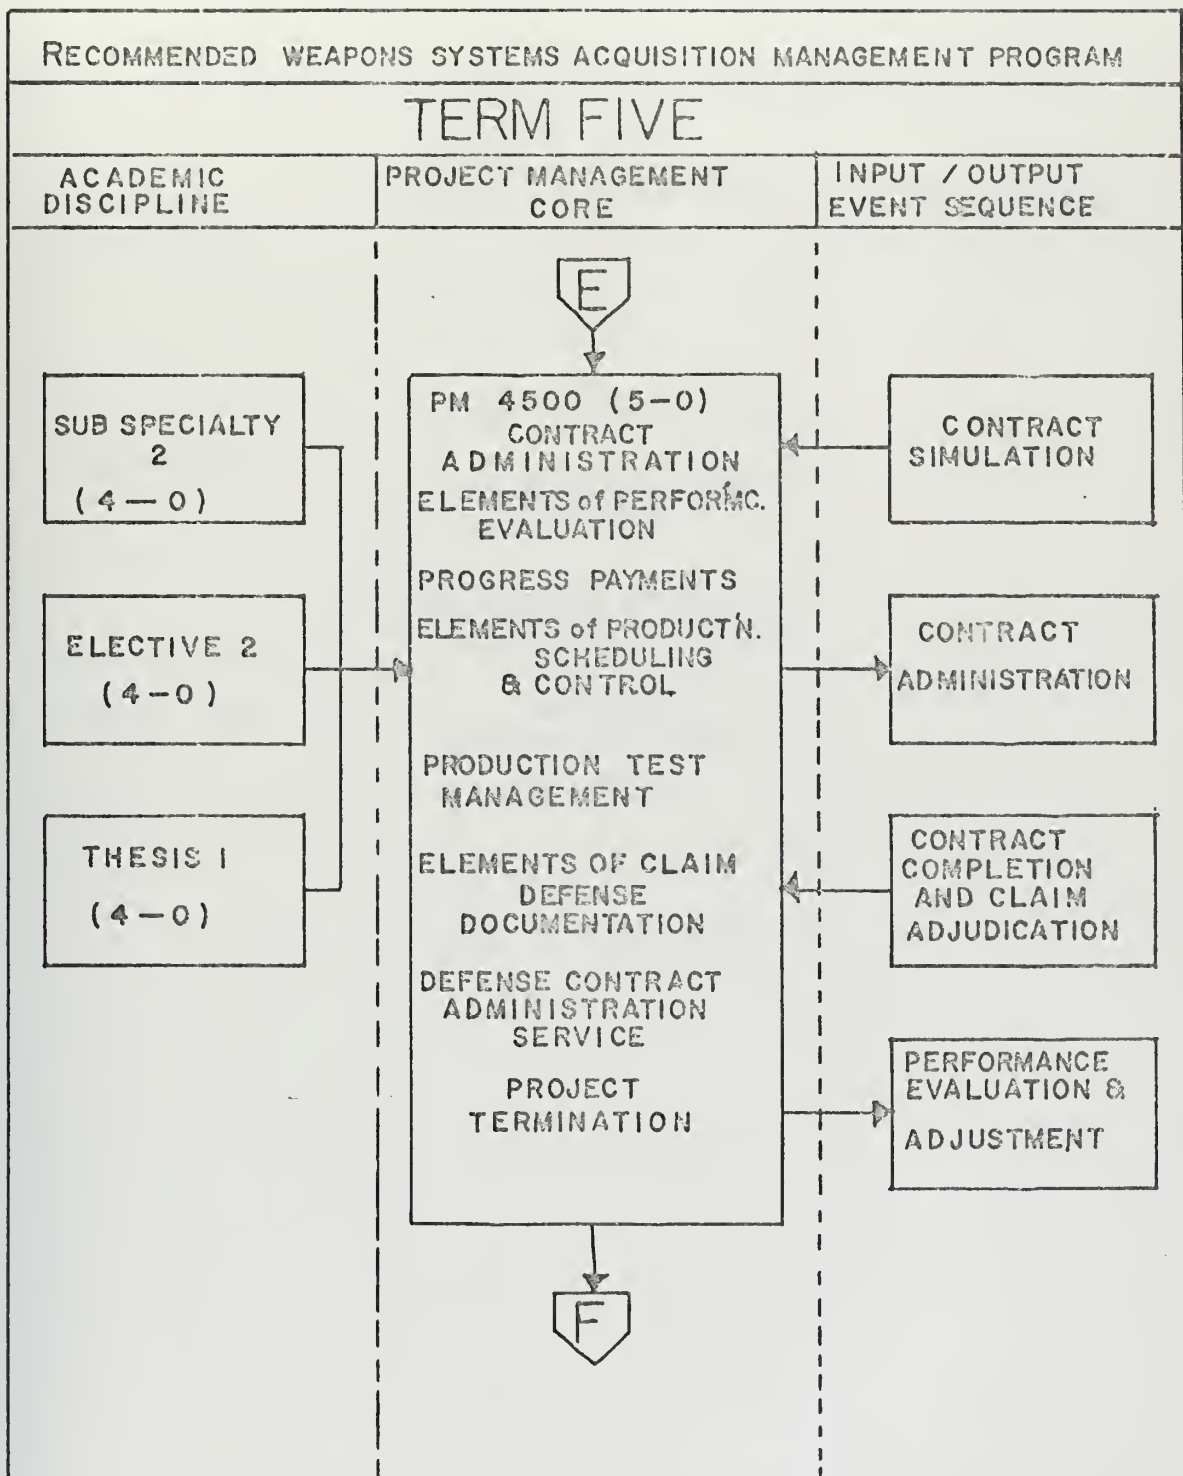 RECOMMENDED WEAPONS SYSTEMS ACQUISITION MANAGEMENT PROGRAM
TERM FIVE
ACADEMIC
DISCIPLINE
PROJECT MANAGEMENT
CORE
INPUT / OUTPUT
EVENT SEQUENCE
E
SUB SPECIALTY
2
(4-0)
ELECTIVE 2
(4-0)
THESIS 1
(4-0)
PM 4500 (5-0)
CONTRACT
ADMINISTRATION
ELEMENTS of PERFORM'C.
EVALUATION
PROGRESS PAYMENTS
ELEMENTS of PRODUCT'N.
SCHEDULING
& CONTROL
PRODUCTION TEST
MANAGEMENT
ELEMENTS OF CLAIM
DEFENSE
DOCUMENTATION
DEFENSE CONTRACT
ADMINISTRATION
SERVICE
PROJECT
TERMINATION
CONTRACT
SIMULATION
CONTRACT
ADMINISTRATION
CONTRACT
COMPLETION
AND CLAIM
ADJUDICATION
PERFORMANCE
EVALUATION &
ADJUSTMENT
F